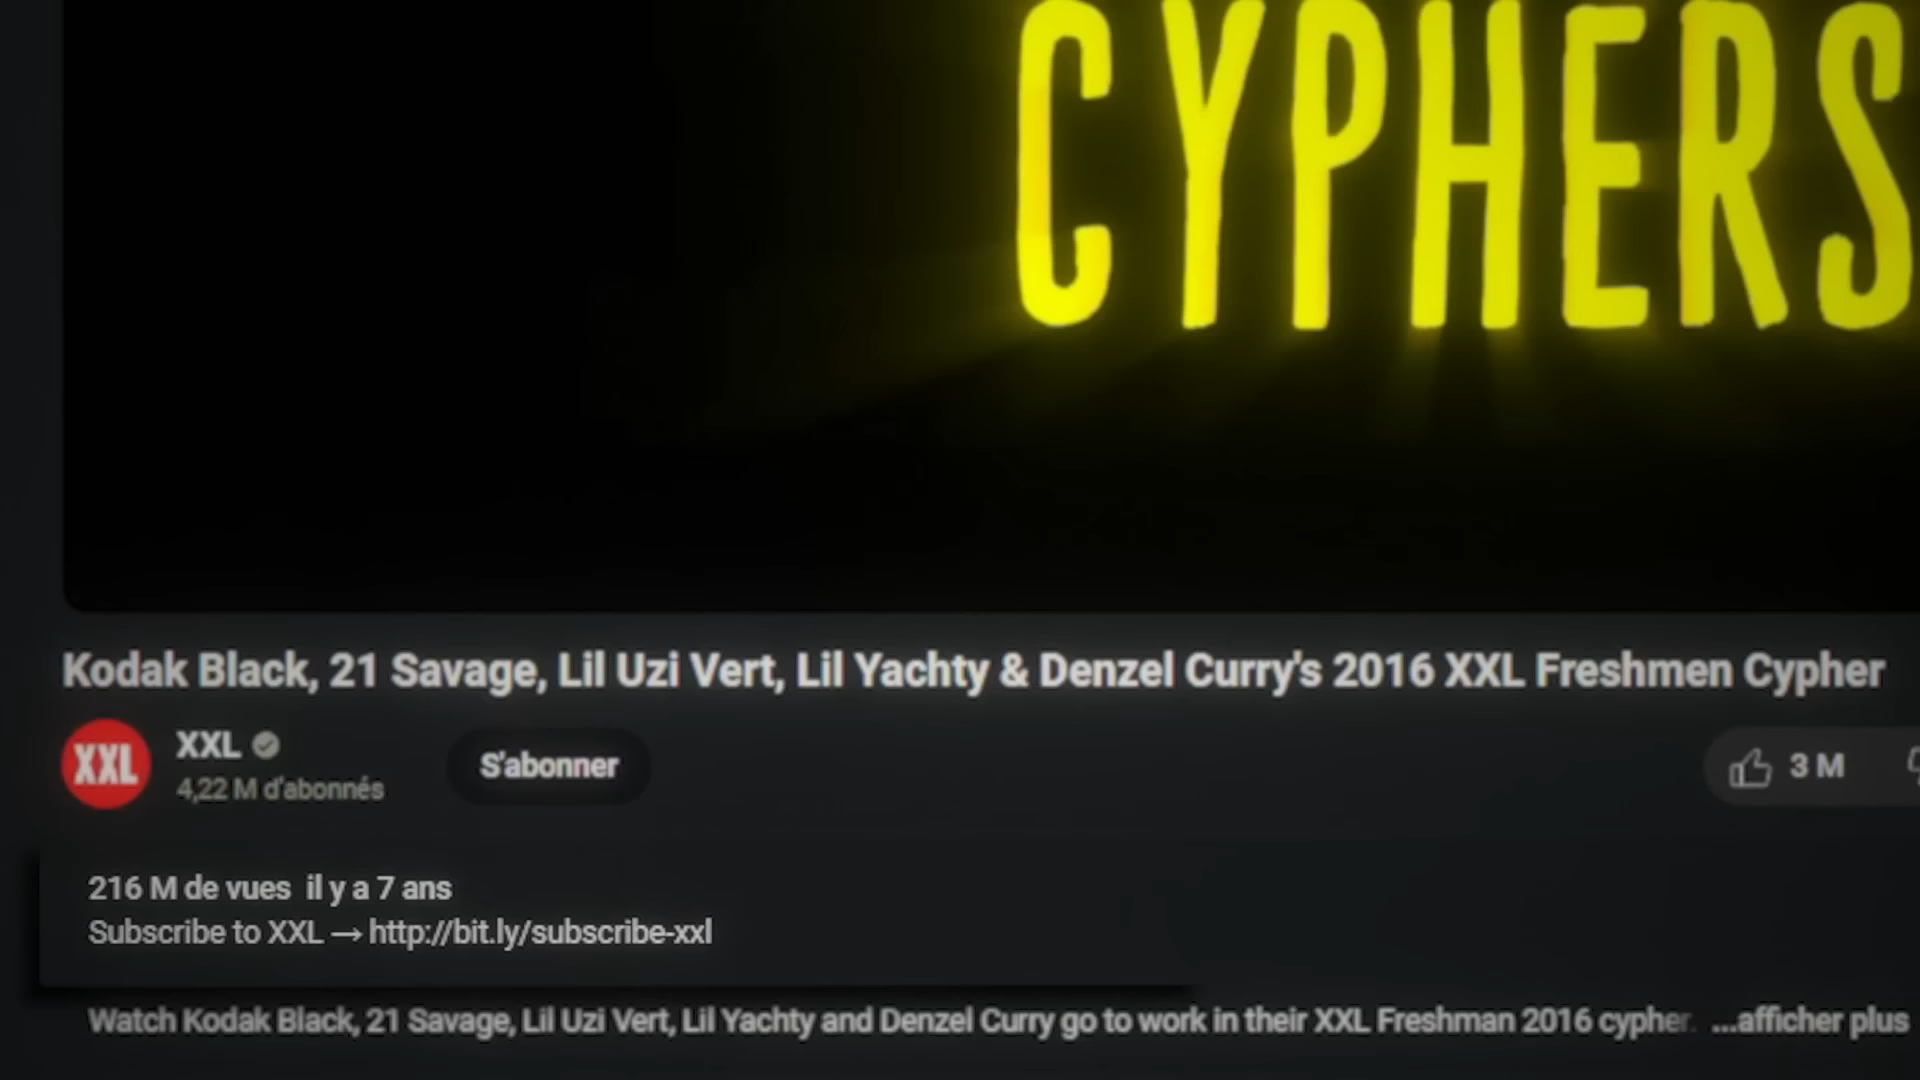 CYPHERS
Kodak Black, 21 Savage, Lil Uzi Vert, Lil Yachty & Denzel Curry's 2016 XXL Freshmen Cypher
XXL
XXL
4,22 M d'abonnés
S'abonner
3 M
216 M de vues il y a 7 ans
Subscribe to XXL → http://bit.ly/subscribe-xxl
Watch Kodak Black, 21 Savage, Lil Uzi Vert, Lil Yachty and Denzel Curry go to work in their XXL Freshman 2016 cypher. ...afficher plus